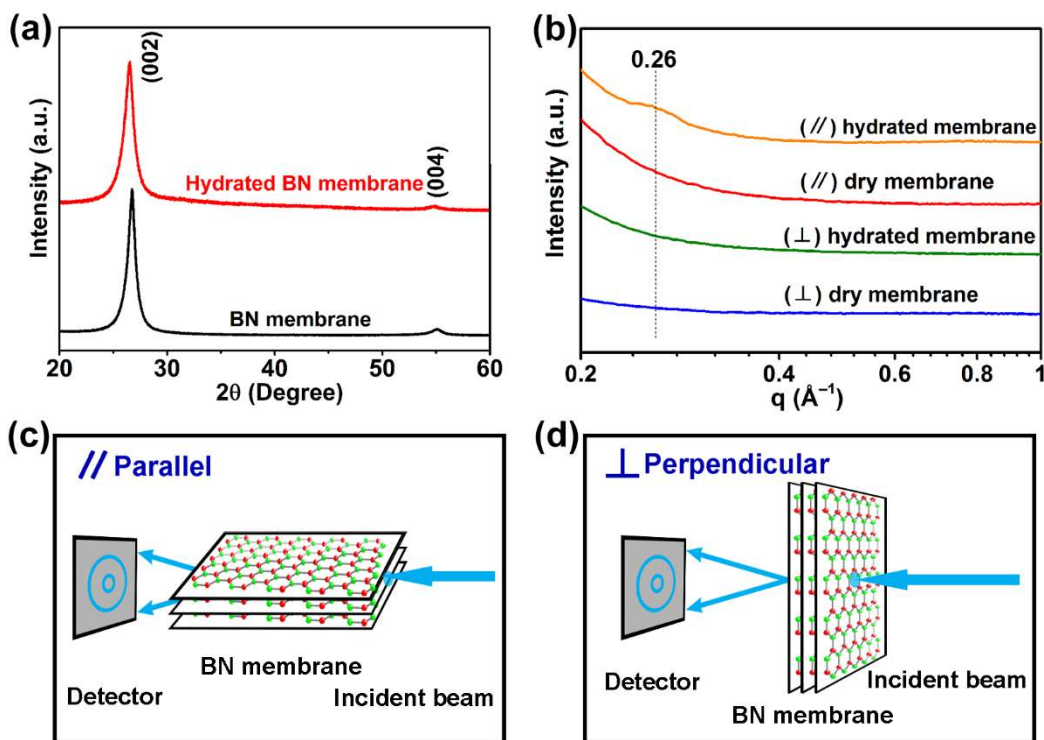 (a)
(002)
Hydrated BN membrane
(004)
BN membrane
Intensity (a.u.)
20 30 40 50 60
2θ (Degree)
(b)
0.26
(//) hydrated membrane
(//) dry membrane
(⊥) hydrated membrane
(⊥) dry membrane
Intensity (a.u.)
0.2 0.4 0.6 0.8 1
q (Å⁻¹)
(c)
// Parallel
BN membrane
Detector
Incident beam
(d)
⊥ Perpendicular
Detector
Incident beam
BN membrane